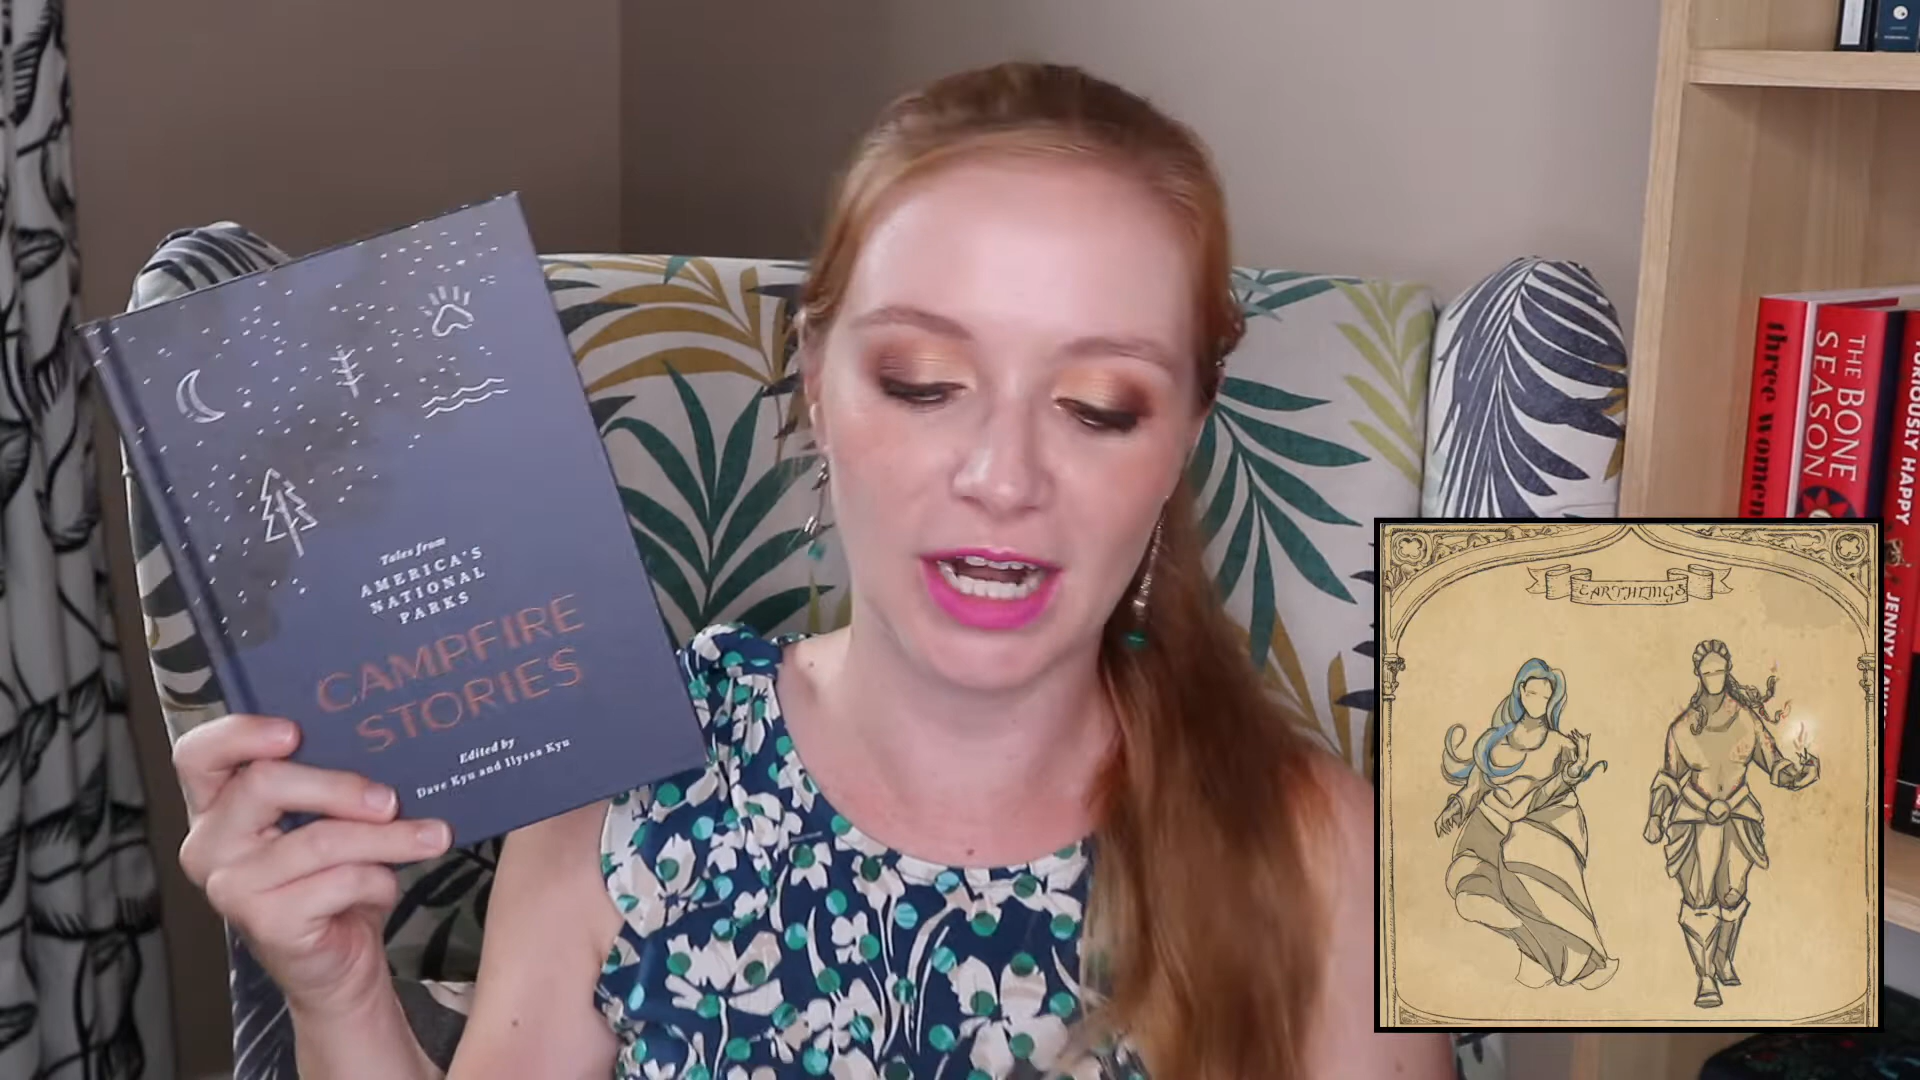 Tales from
AMERICA'S
NATIONAL
PARKS
CAMPFIRE
STORIES
Edited by
Dave Kyu and Ilyssa Kyu
EARTHLINGS
three women
THE BONE
SEASON
FURIOUSLY HAPPY
JENNY LAWSON